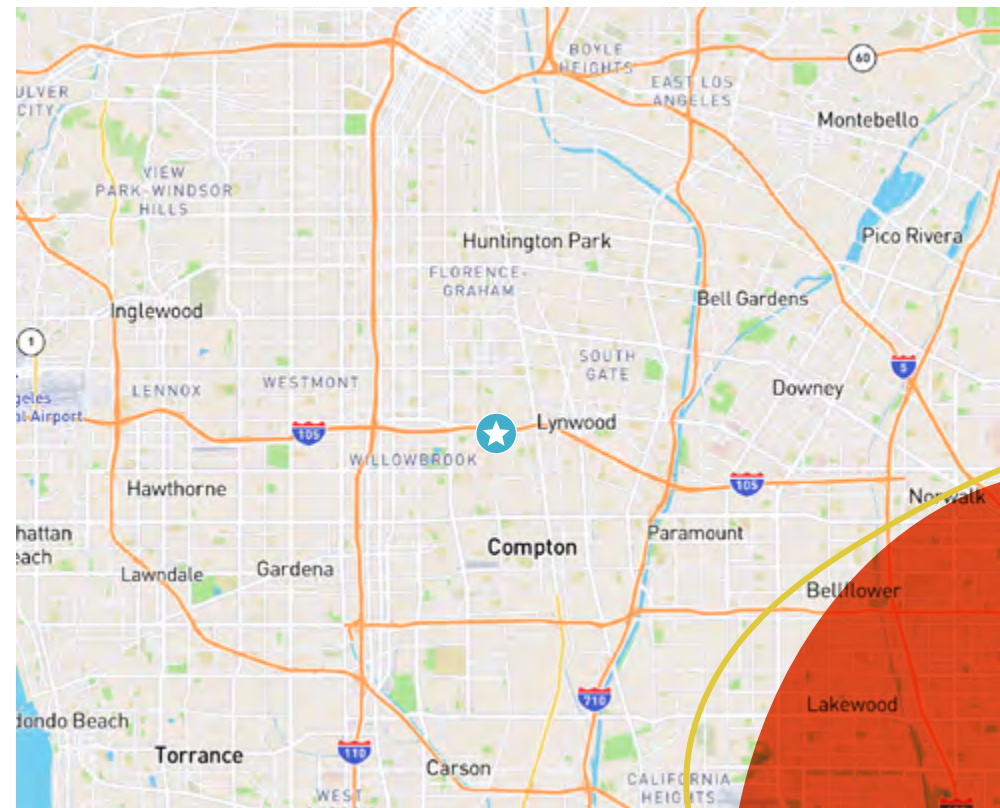 BOYLE
HEIGHTS
60
EAST LOS
ANGELES
ULVER
CITY
Montebello
VIEW
PARK-WINDSOR
HILLS
Huntington Park
Pico Rivera
FLORENCE-
GRAHAM
Bell Gardens
Inglewood
1
SOUTH
GATE
5
LENNOX
WESTMONT
Downey
geles
al Airport
Lynwood
105
WILLOWBROOK
105
Hawthorne
Norwalk
hattan
each
Compton
Paramount
Lawndale
Gardena
Bellflower
710
Lakewood
dondo Beach
Torrance
110
Carson
CALIFORNIA
HEIGHTS
WEST